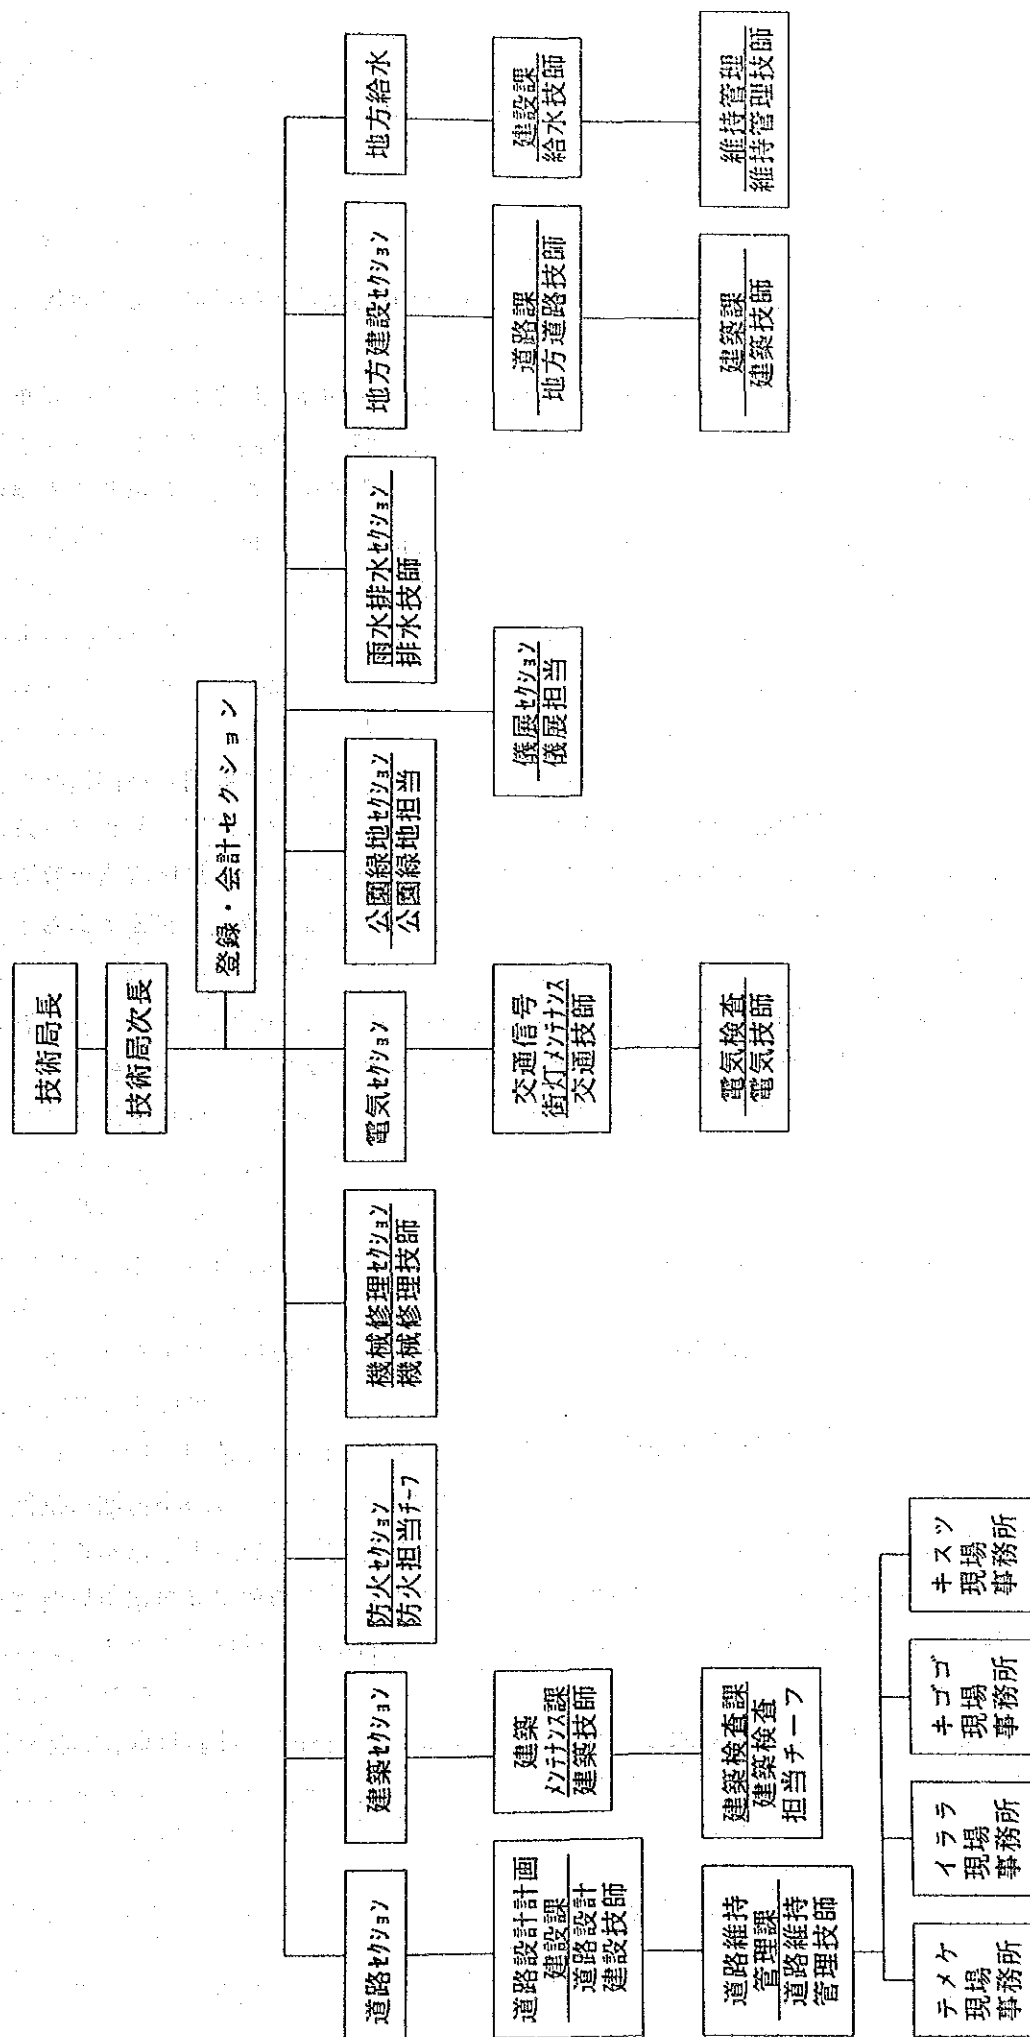 技術局長
技術局次長
登録・会計セクション
道路セクション
建築セクション
防火セクション
防火担当チーフ
機械修理セクション
機械修理技師
電気セクション
公園緑地セクション
公園緑地担当
儀展セクション
儀展担当
雨水排水セクション
排水技師
地方建設セクション
地方給水
道路設計計画
建設課
道路設計
建設技師
建築
メンテナンス課
建築技師
交通信号
街灯メンテナンス
交通技師
道路課
地方道路技師
建設課
給水技師
道路維持
管理課
道路維持
管理技師
建築検査課
建築検査
担当チーフ
電気検査
電気技師
建築課
建築技師
維持管理
維持管理技師
テメケ
現場
事務所
イララ
現場
事務所
キゴゴ
現場
事務所
キスツ
現場
事務所